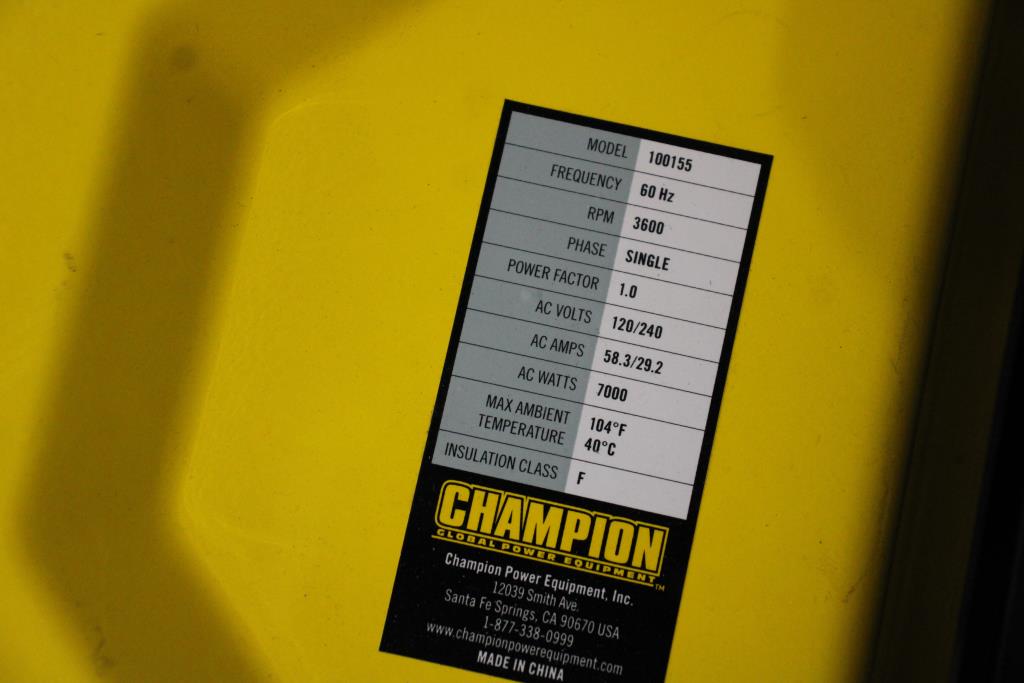 MODEL 100155
FREQUENCY 60 Hz
RPM 3600
PHASE SINGLE
POWER FACTOR 1.0
AC VOLTS 120/240
AC AMPS 58.3/29.2
AC WATTS 7000
MAX AMBIENT 104°F
TEMPERATURE 40°C
INSULATION CLASS F
CHAMPION
GLOBAL POWER EQUIPMENT™
Champion Power Equipment, Inc.
12039 Smith Ave.
Santa Fe Springs, CA 90670 USA
1-877-338-0999
www.championpowerequipment.com
MADE IN CHINA